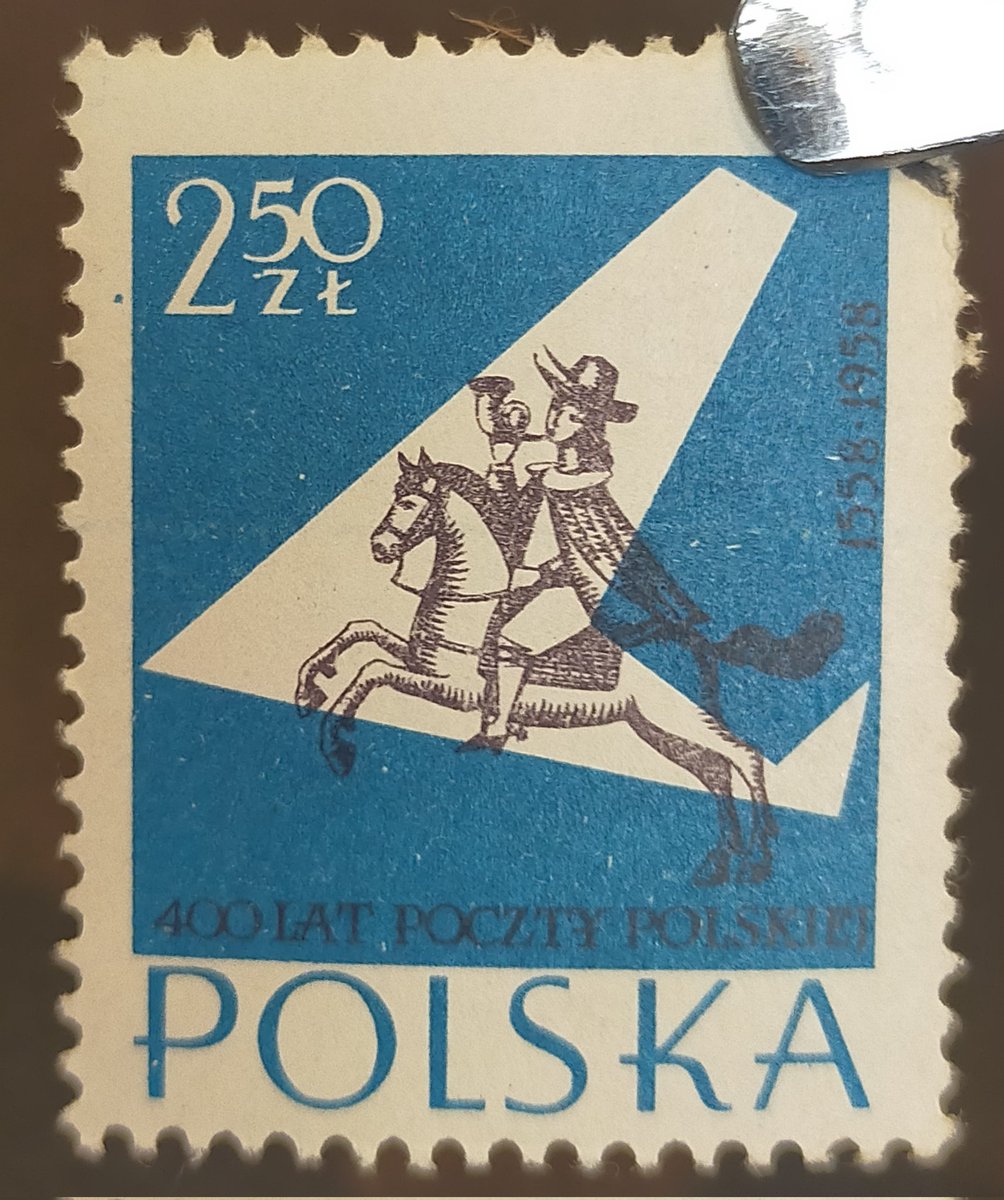 2 50
ZŁ
1558·1958
400 LAT POCZTY POLSKIEJ
POLSKA